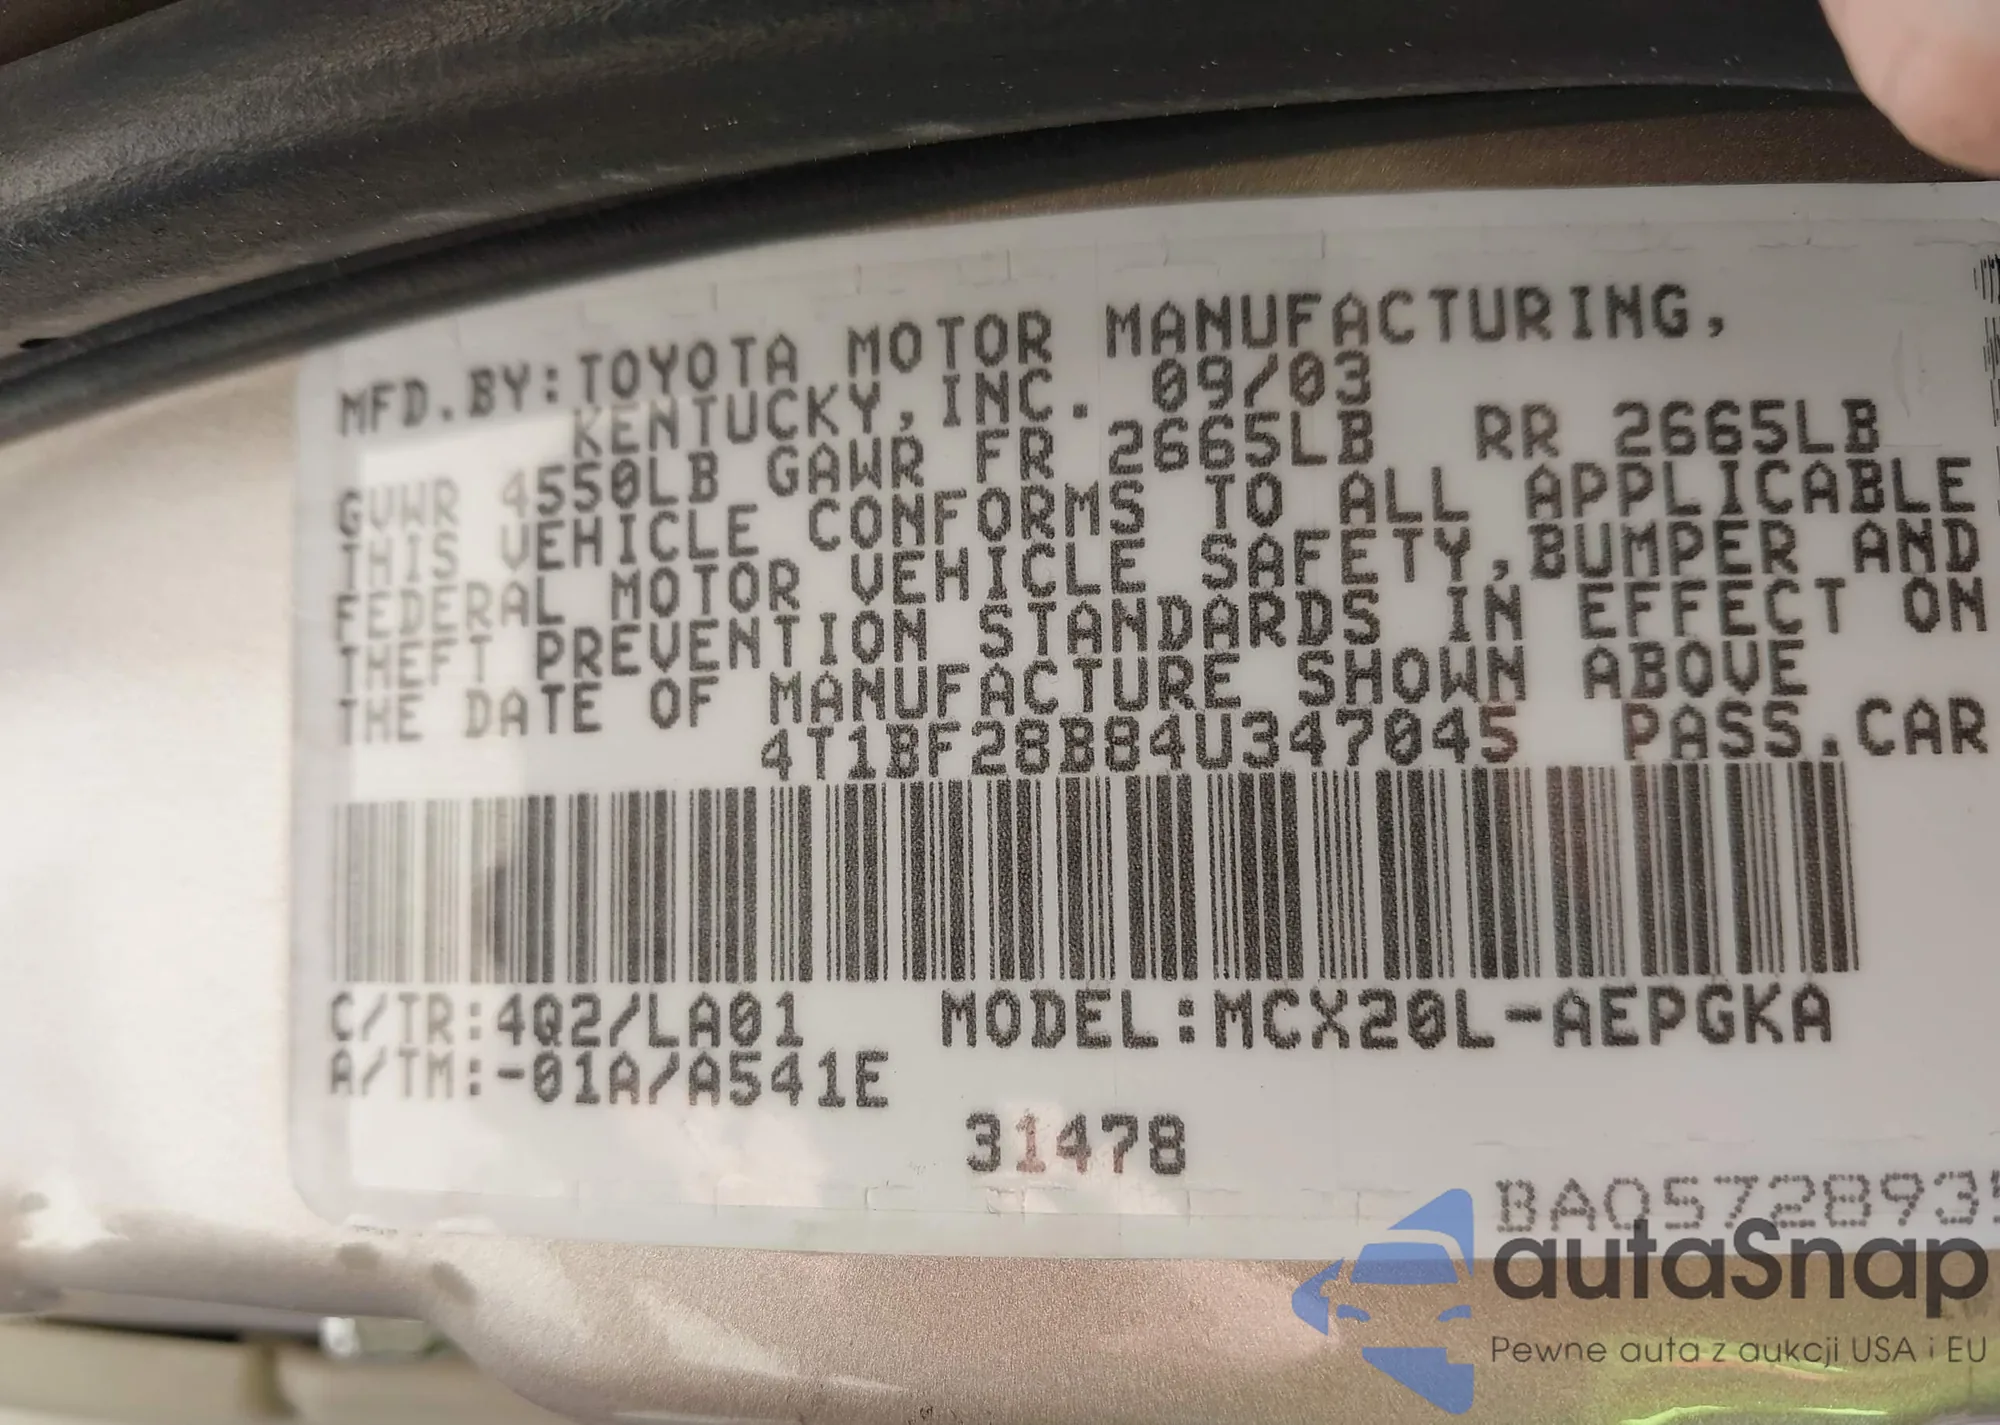 MFD.BY:TOYOTA MOTOR MANUFACTURING,
KENTUCKY,INC. 09/03
GVWR 4550LB GAWR FR 2665LB RR 2665LB
THIS VEHICLE CONFORMS TO ALL APPLICABLE
FEDERAL MOTOR VEHICLE SAFETY,BUMPER AND
THEFT PREVENTION STANDARDS IN EFFECT ON
THE DATE OF MANUFACTURE SHOWN ABOVE
4T1BF28B84U347045 PASS.CAR
C/TR:4Q2/LA01 MODEL:MCX20L-AEPGKA
A/TM:-01A/A541E
31478
BA0572893
autaSnap
Pewne auta z aukcji USA i EU